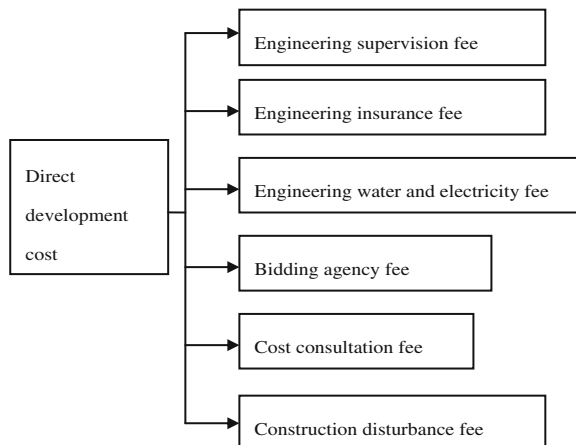 Direct
development
cost
Engineering supervision fee
Engineering insurance fee
Engineering water and electricity fee
Bidding agency fee
Cost consultation fee
Construction disturbance fee